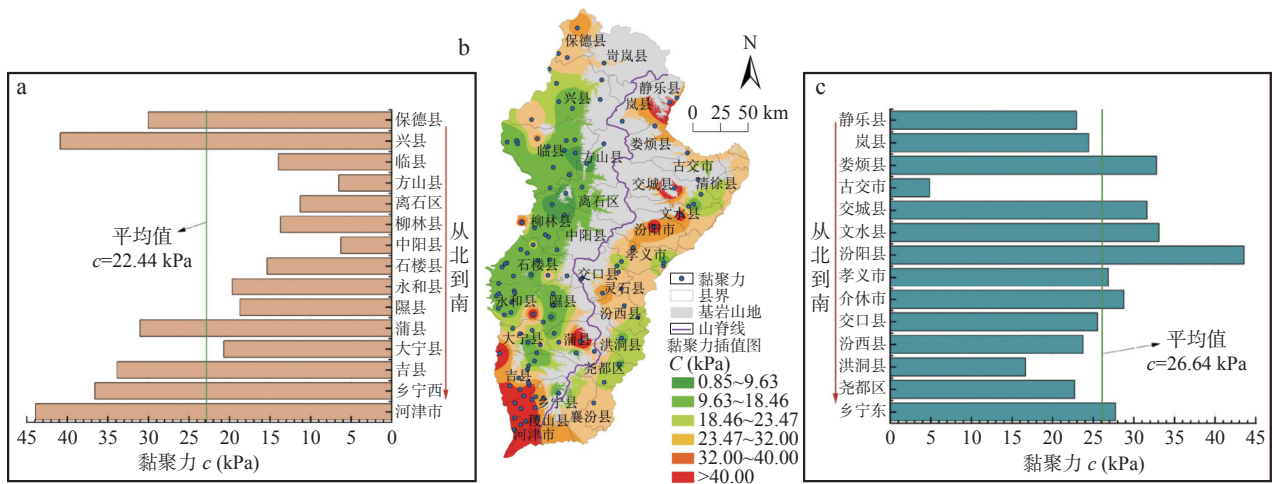 a
保德县
兴县
临县
方山县
离石区
柳林县
中阳县
石楼县
永和县
隰县
蒲县
大宁县
吉县
乡宁西
河津市
平均值
c=22.44 kPa
从北到南
45 40 35 30 25 20 15 10 5 0
黏聚力 c (kPa)
b
N
0 25 50 km
保德县
岢岚县
静乐县
兴县
岚县
娄烦县
临县
方山县
古交市
交城县
清徐县
离石区
文水县
柳林县
汾阳市
中阳县
孝义市
石楼县
交口县
灵石县
永和县
隰县
汾西县
大宁县
蒲县
洪洞县
吉县
尧都区
乡宁县
襄汾县
稷山县
河津市
黏聚力
县界
基岩山地
山脊线
黏聚力插值图
C (kPa)
0.85~9.63
9.63~18.46
18.46~23.47
23.47~32.00
32.00~40.00
>40.00
c
静乐县
岚县
娄烦县
古交市
交城县
文水县
汾阳县
孝义市
介休市
交口县
汾西县
洪洞县
尧都区
乡宁东
从北到南
平均值
c=26.64 kPa
0 5 10 15 20 25 30 35 40 45
黏聚力 c (kPa)